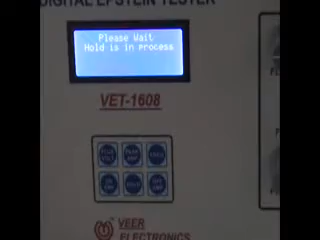 DIGITAL EPSTEIN TESTER
Please Wait
Hold is in process
VET-1608
VEER
ELECTRONICS